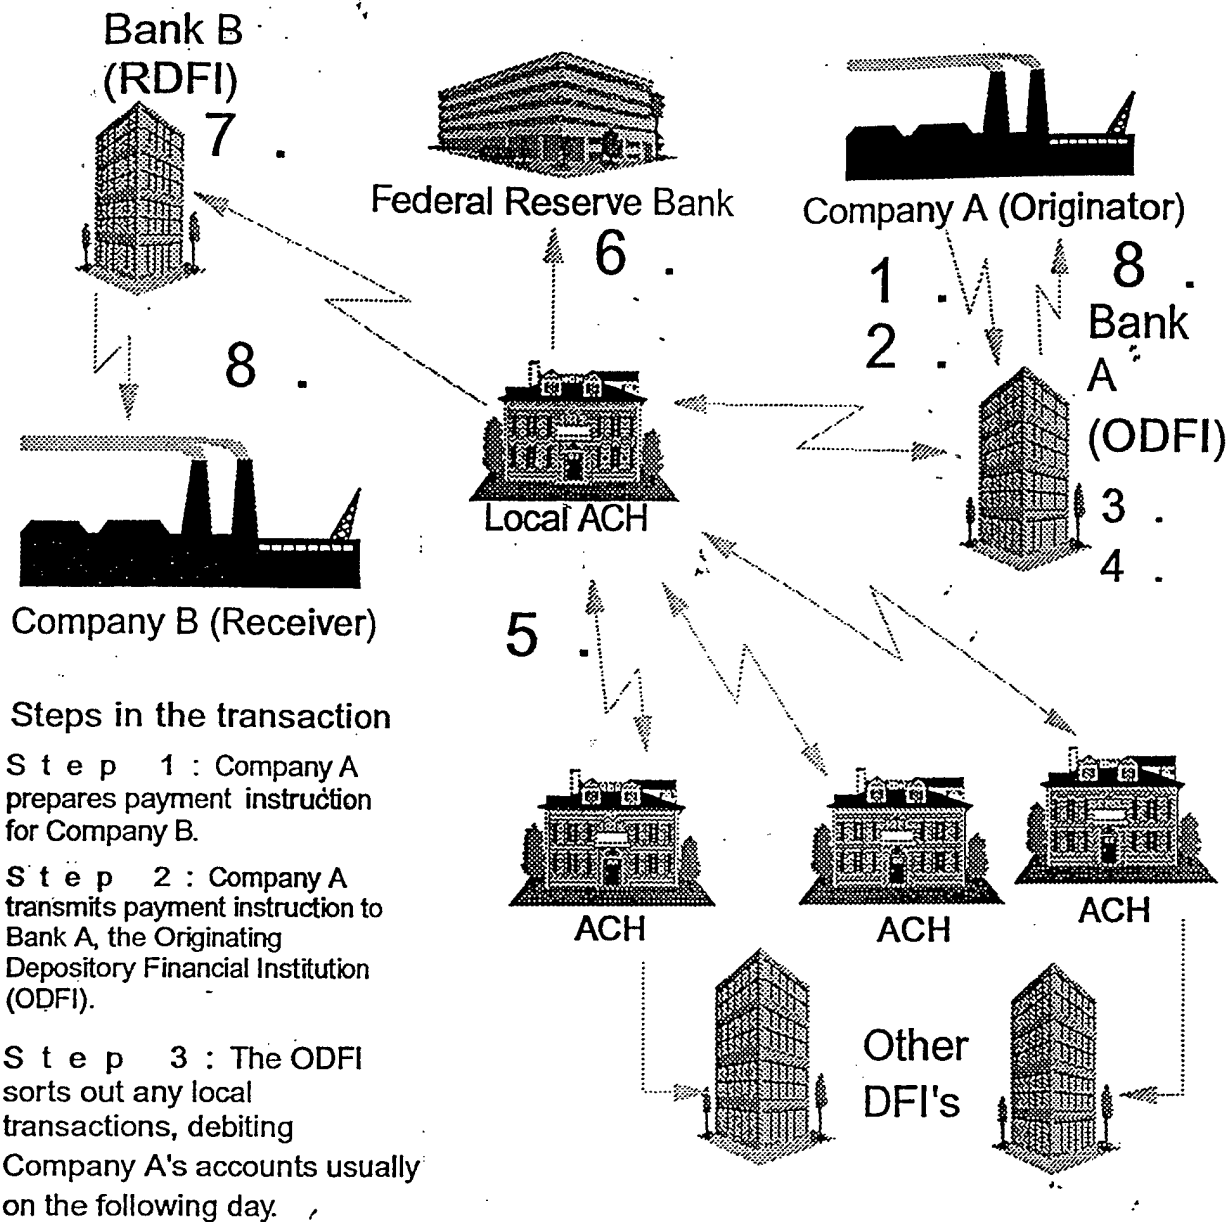 Bank B
(RDFI)
7 .
Federal Reserve Bank
6 .
Company A (Originator)
1 .
2 .
8 .
Bank
A
(ODFI)
3 .
4 .
8 .
Local ACH
Company B (Receiver)
5 .
Steps in the transaction
Step 1 : Company A
prepares payment instruction
for Company B.
Step 2 : Company A
transmits payment instruction to
Bank A, the Originating
Depository Financial Institution
(ODFI).
Step 3 : The ODFI
sorts out any local
transactions, debiting
Company A's accounts usually
on the following day.
ACH
ACH
ACH
Other
DFI's